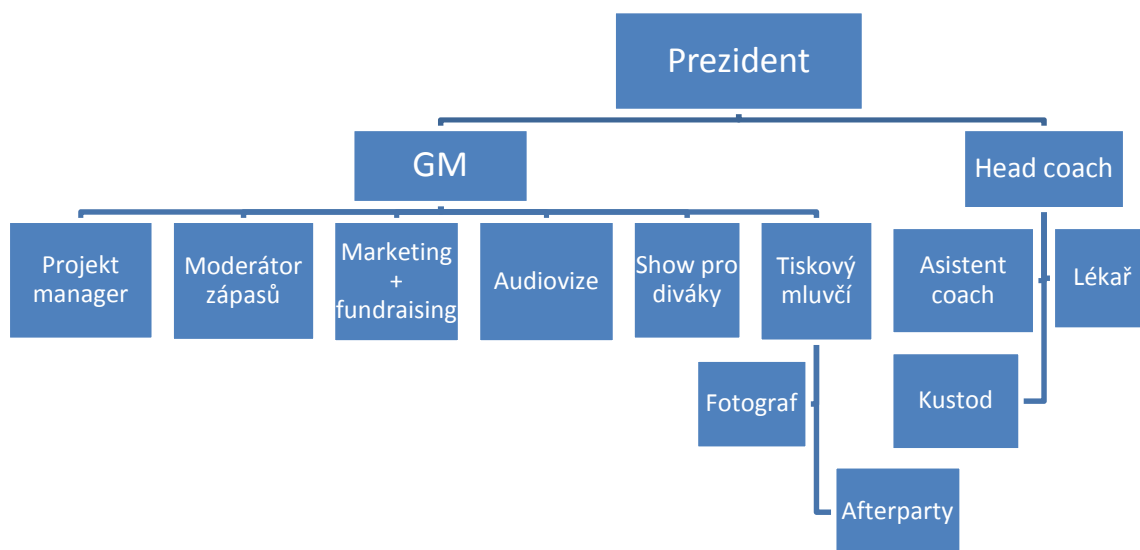 Prezident
GM
Head coach
Projekt
manager
Moderátor
zápasů
Marketing
+
fundraising
Audiovize
Show pro
diváky
Tiskový
mluvčí
Asistent
coach
Lékař
Fotograf
Kustod
Afterparty